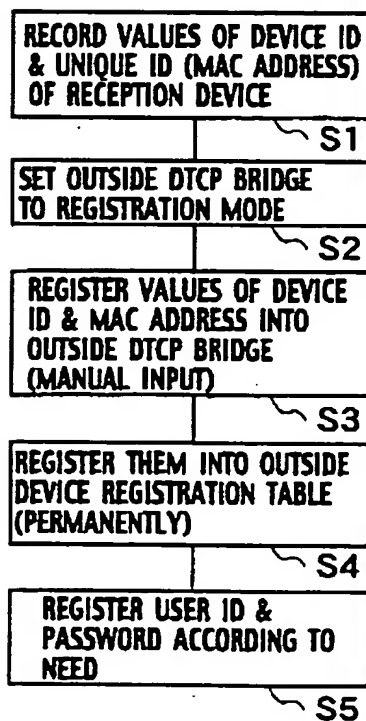 RECORD VALUES OF DEVICE ID
& UNIQUE ID (MAC ADDRESS)
OF RECEPTION DEVICE
S1
SET OUTSIDE DTCP BRIDGE
TO REGISTRATION MODE
S2
REGISTER VALUES OF DEVICE
ID & MAC ADDRESS INTO
OUTSIDE DTCP BRIDGE
(MANUAL INPUT)
S3
REGISTER THEM INTO OUTSIDE
DEVICE REGISTRATION TABLE
(PERMANENTLY)
S4
REGISTER USER ID &
PASSWORD ACCORDING TO
NEED
S5